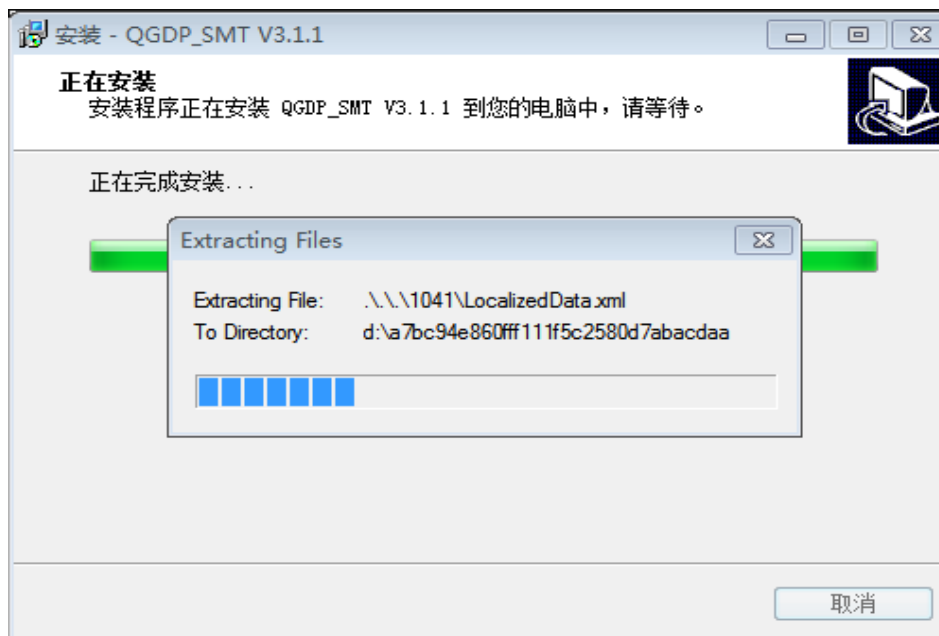 安装 - QGDP_SMT V3.1.1
正在安装
安装程序正在安装 QGDP_SMT V3.1.1 到您的电脑中，请等待。
正在完成安装...
Extracting Files
Extracting File: .\.\.\1041\LocalizedData.xml
To Directory: d:\a7bc94e860fff111f5c2580d7abacdaa
取消